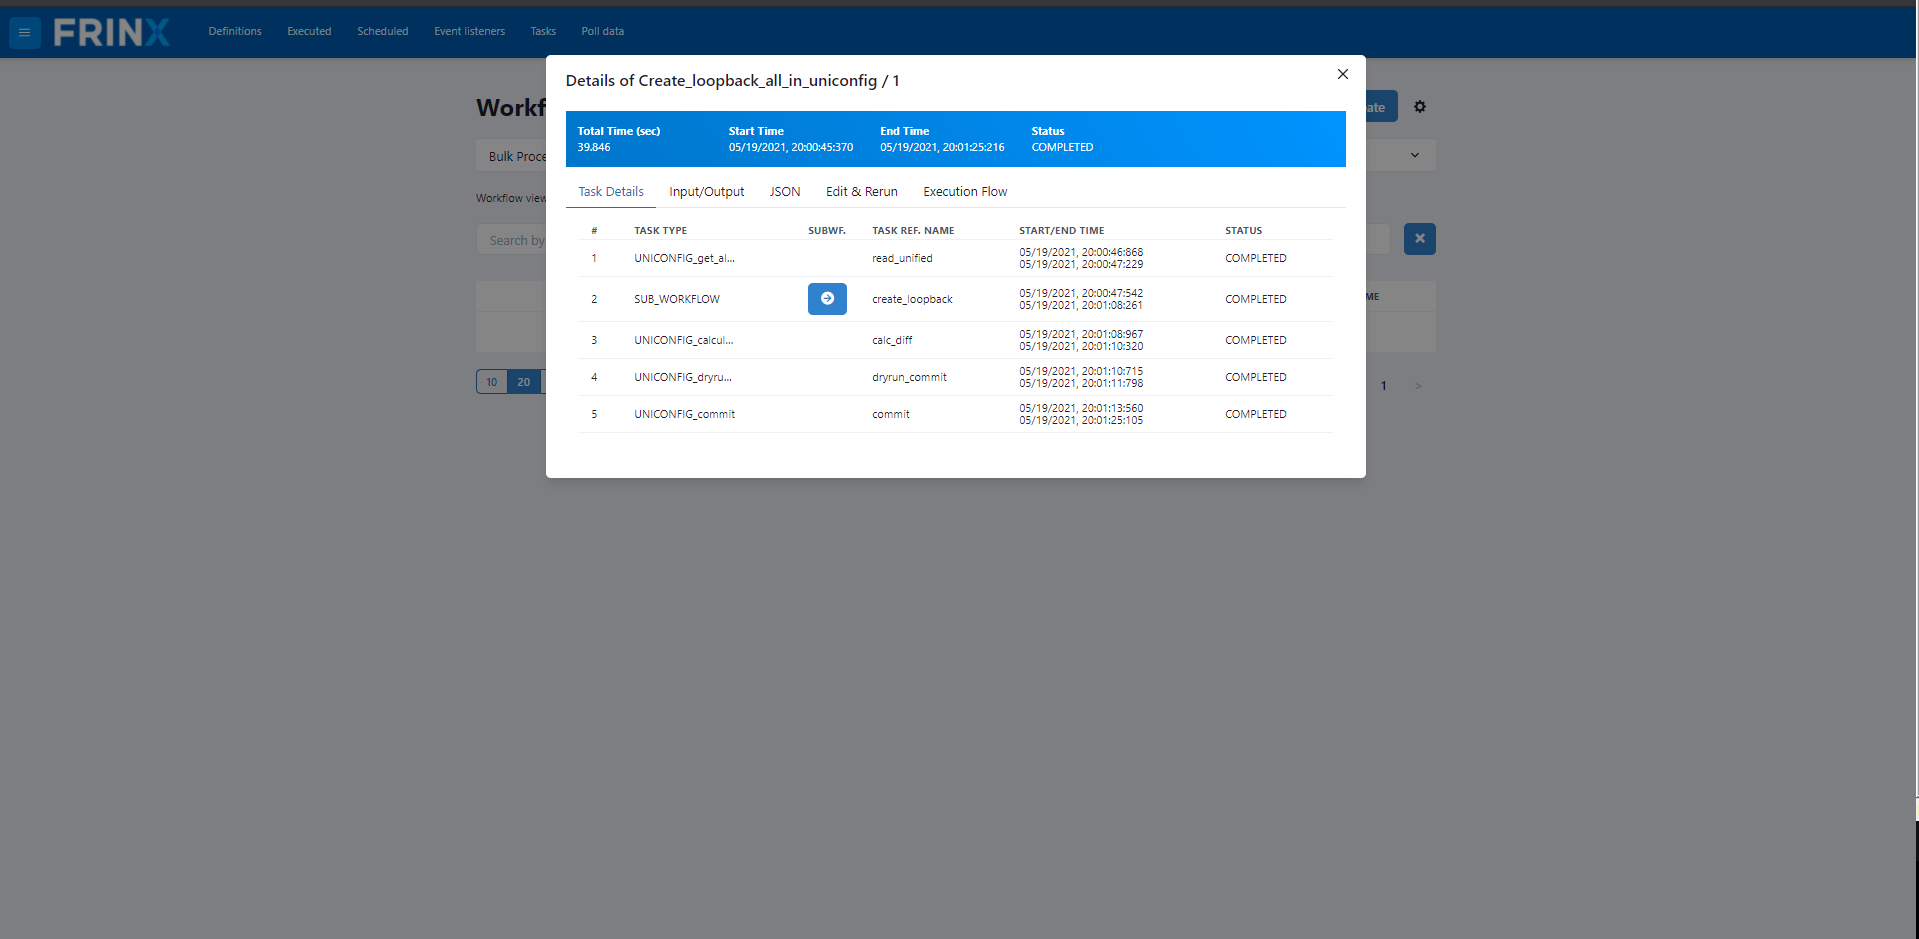 FRINX
Definitions Executed Scheduled Event listeners Tasks Poll data
Details of Create_loopback_all_in_uniconfig / 1
Total Time (sec) Start Time End Time Status
39.846 05/19/2021, 20:00:45:370 05/19/2021, 20:01:25:216 COMPLETED
Bulk
Task Details Input/Output JSON Edit & Rerun Execution Flow
Workflow
# TASK TYPE SUBWF. TASK REF. NAME START/END TIME STATUS
Search by
1 UNICONFIG_get_al... read_unified 05/19/2021, 20:00:46:868 COMPLETED
05/19/2021, 20:00:47:229
2 SUB_WORKFLOW create_loopback 05/19/2021, 20:00:47:542 COMPLETED
05/19/2021, 20:01:08:261
3 UNICONFIG_calcul... calc_diff 05/19/2021, 20:01:08:967 COMPLETED
05/19/2021, 20:01:10:320
4 UNICONFIG_dryru... dryrun_commit 05/19/2021, 20:01:10:715 COMPLETED
05/19/2021, 20:01:11:798
10 20 1 >
5 UNICONFIG_commit commit 05/19/2021, 20:01:13:560 COMPLETED
05/19/2021, 20:01:25:105